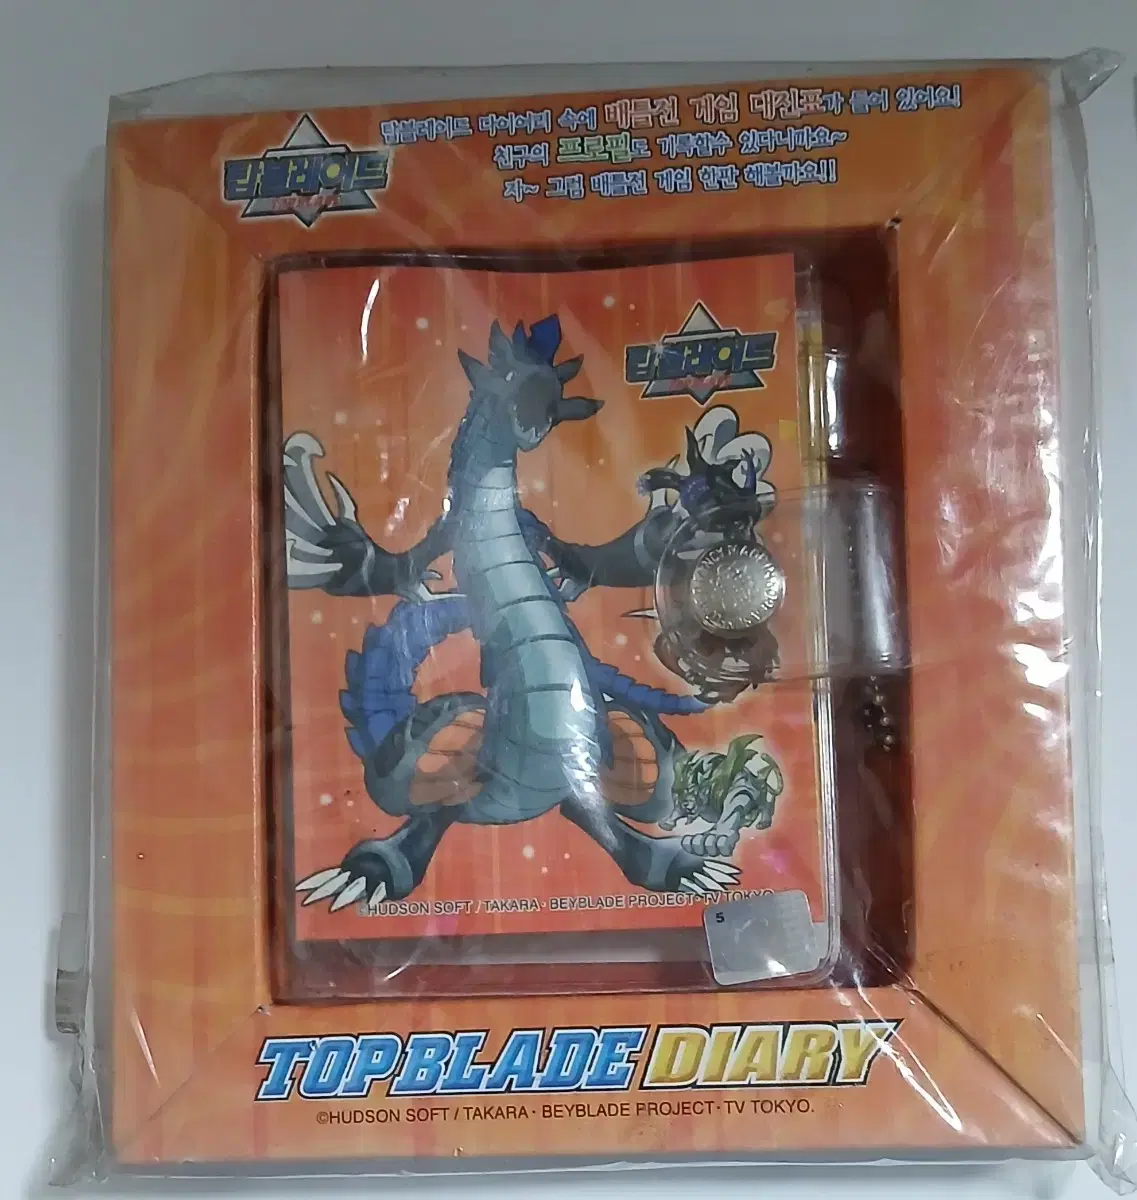 탑블레이드 다이어리 속에 배틀전 게임 대진표가 들어 있어요!
친구의 프로필도 기록할수 있다니까요~
자~ 그럼 배틀전 게임 한판 해볼까요!!
탑블레이드
TOPBLADE
탑블레이드
TOPBLADE
©HUDSON SOFT / TAKARA · BEYBLADE PROJECT · TV TOKYO
5
TOPBLADE DIARY
©HUDSON SOFT / TAKARA · BEYBLADE PROJECT · TV TOKYO.